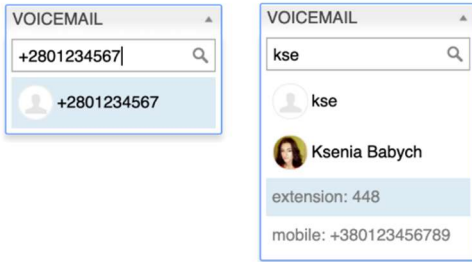 VOICEMAIL
+2801234567
+2801234567
VOICEMAIL
kse
kse
Ksenia Babych
extension: 448
mobile: +380123456789